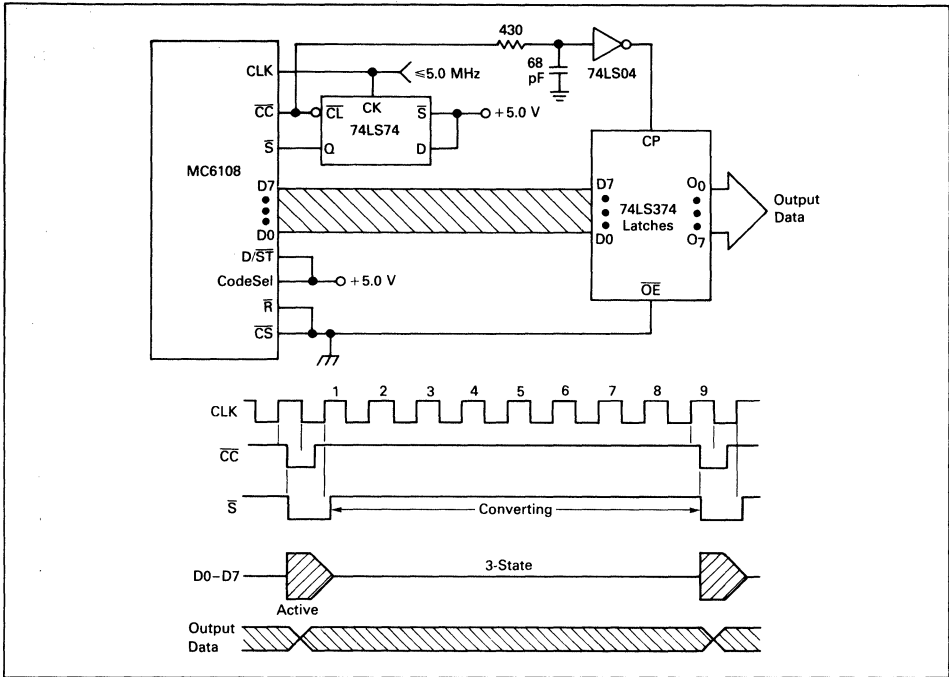 430
68
pF
74LS04
CLK
≤5.0 MHz
CC
CL
CK
S
+5.0 V
74LS74
S
Q
D
CP
MC6108
D7
D0
D7
D0
74LS374
Latches
O0
O7
Output
Data
D/ST
CodeSel
+5.0 V
R
CS
OE
1 2 3 4 5 6 7 8 9
CLK
CC
S
Converting
D0–D7
3-State
Active
Output
Data